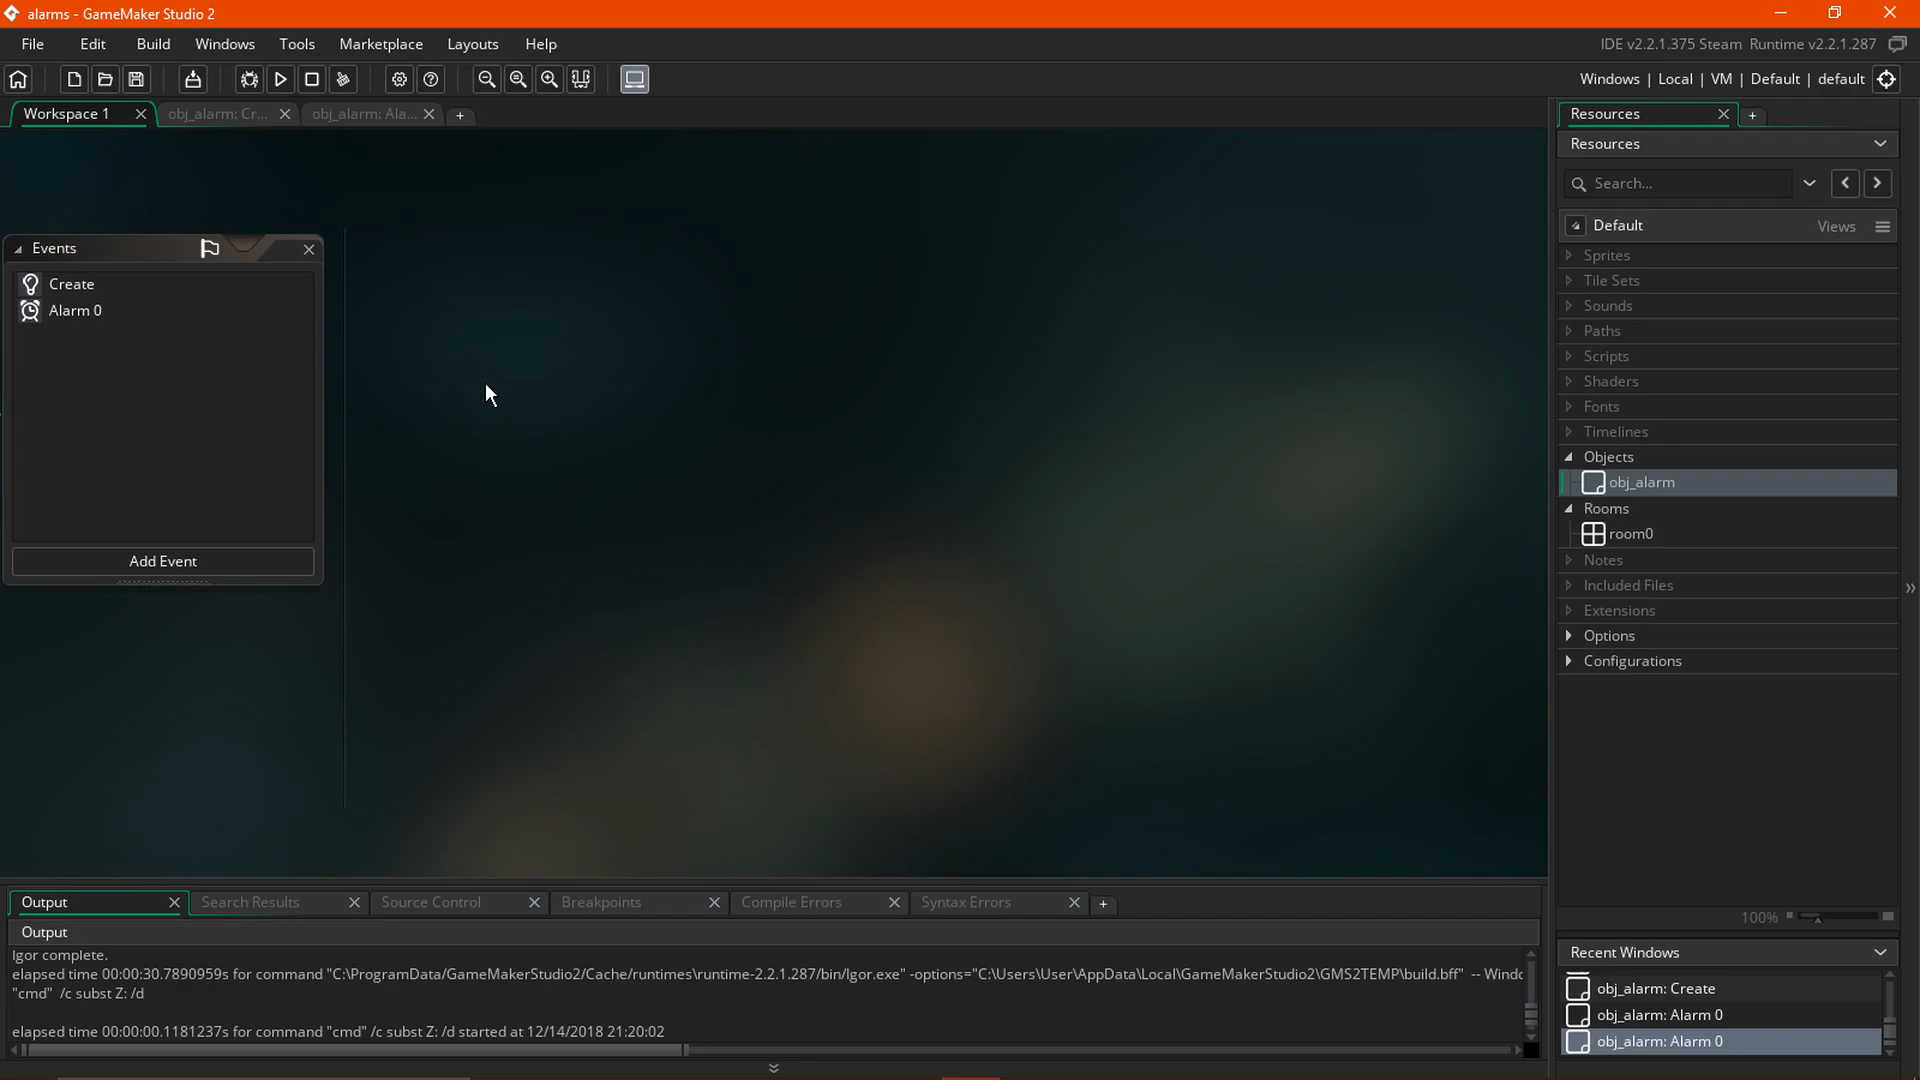 alarms - GameMaker Studio 2
File Edit Build Windows Tools Marketplace Layouts Help
IDE v2.2.1.375 Steam Runtime v2.2.1.287
Windows | Local | VM | Default | default
Workspace 1 obj_alarm: Cr... obj_alarm: Ala...
Events
Create
Alarm 0
Add Event
Resources
Resources
Search...
Default Views
Sprites
Tile Sets
Sounds
Paths
Scripts
Shaders
Fonts
Timelines
Objects
obj_alarm
Rooms
room0
Notes
Included Files
Extensions
Options
Configurations
100%
Recent Windows
obj_alarm: Create
obj_alarm: Alarm 0
obj_alarm: Alarm 0
Output Search Results Source Control Breakpoints Compile Errors Syntax Errors
Output
Igor complete.
elapsed time 00:00:30.7890959s for command "C:\ProgramData/GameMakerStudio2/Cache/runtimes\runtime-2.2.1.287/bin/Igor.exe" -options="C:\Users\User\AppData\Local\GameMakerStudio2\GMS2TEMP\build.bff" -- Windo
"cmd" /c subst Z: /d
elapsed time 00:00:00.1181237s for command "cmd" /c subst Z: /d started at 12/14/2018 21:20:02